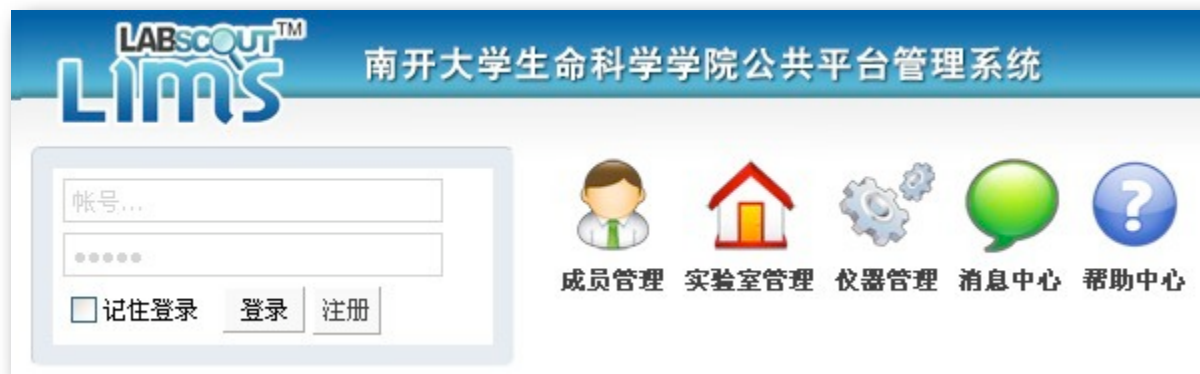 LABSCOUT™
LIMS
南开大学生命科学学院公共平台管理系统
帐号...
•••••
记住登录 登录 注册
成员管理 实验室管理 仪器管理 消息中心 帮助中心